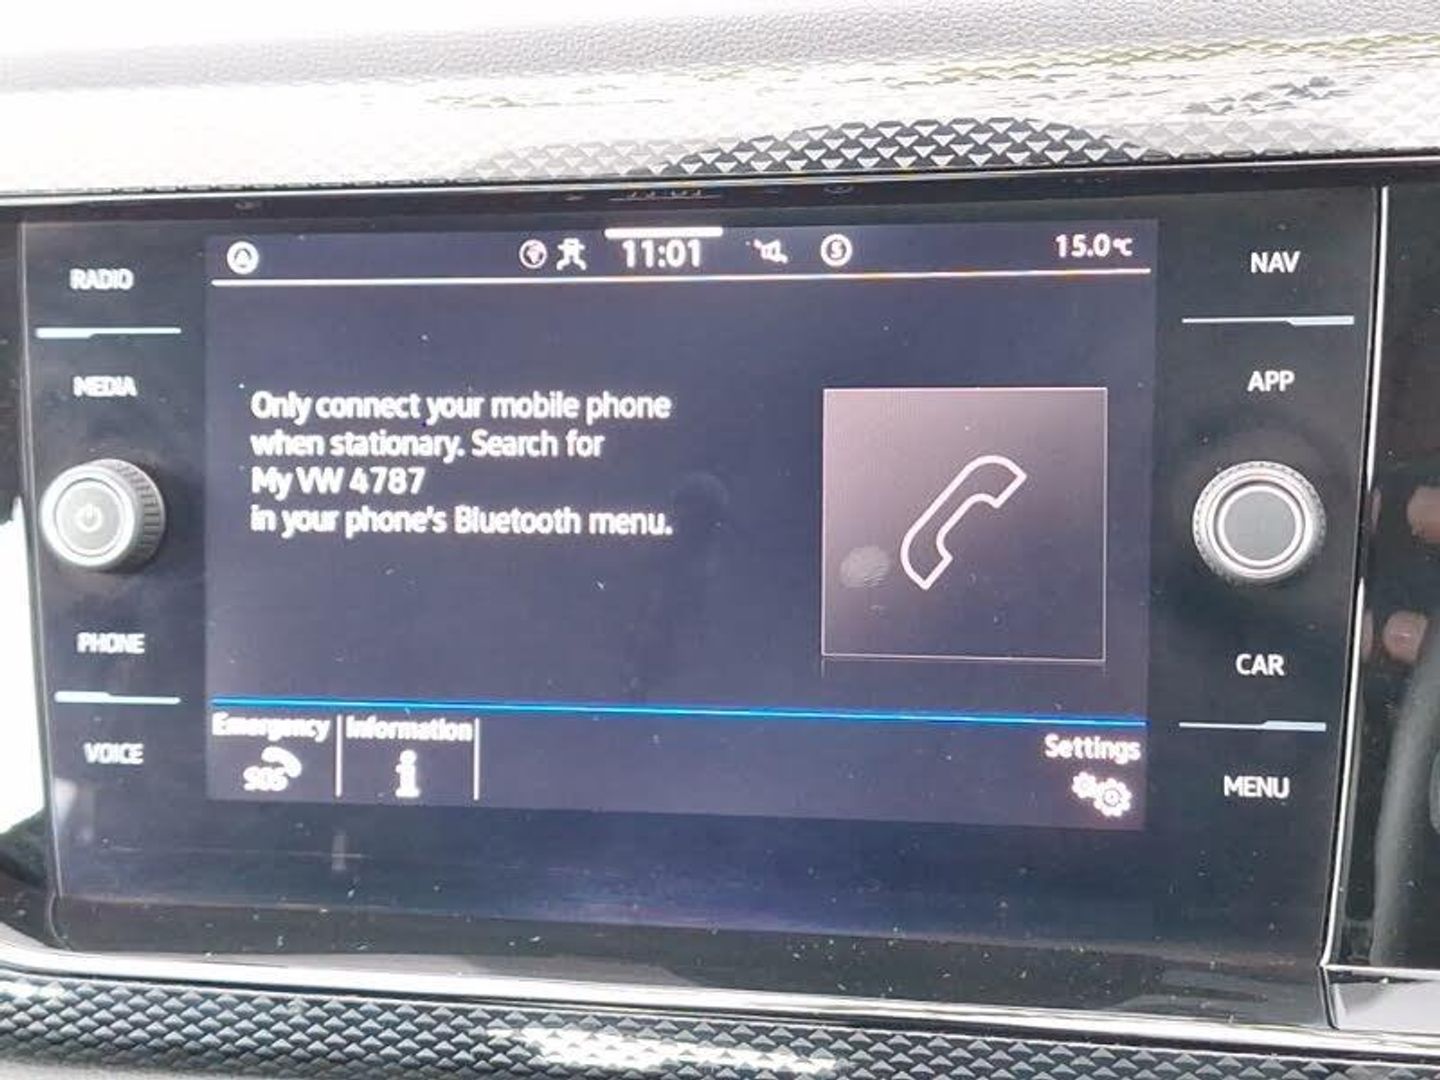 11:01
15.0°C
RADIO
NAV
MEDIA
APP
Only connect your mobile phone
when stationary. Search for
My VW 4787
in your phone's Bluetooth menu.
PHONE
CAR
VOICE
MENU
Emergency
Information
Settings
SOS
i